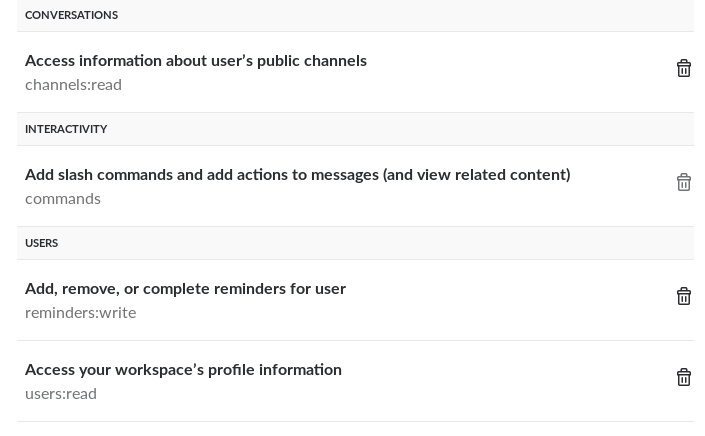 CONVERSATIONS
Access information about user’s public channels
channels:read
INTERACTIVITY
Add slash commands and add actions to messages (and view related content)
commands
USERS
Add, remove, or complete reminders for user
reminders:write
Access your workspace’s profile information
users:read